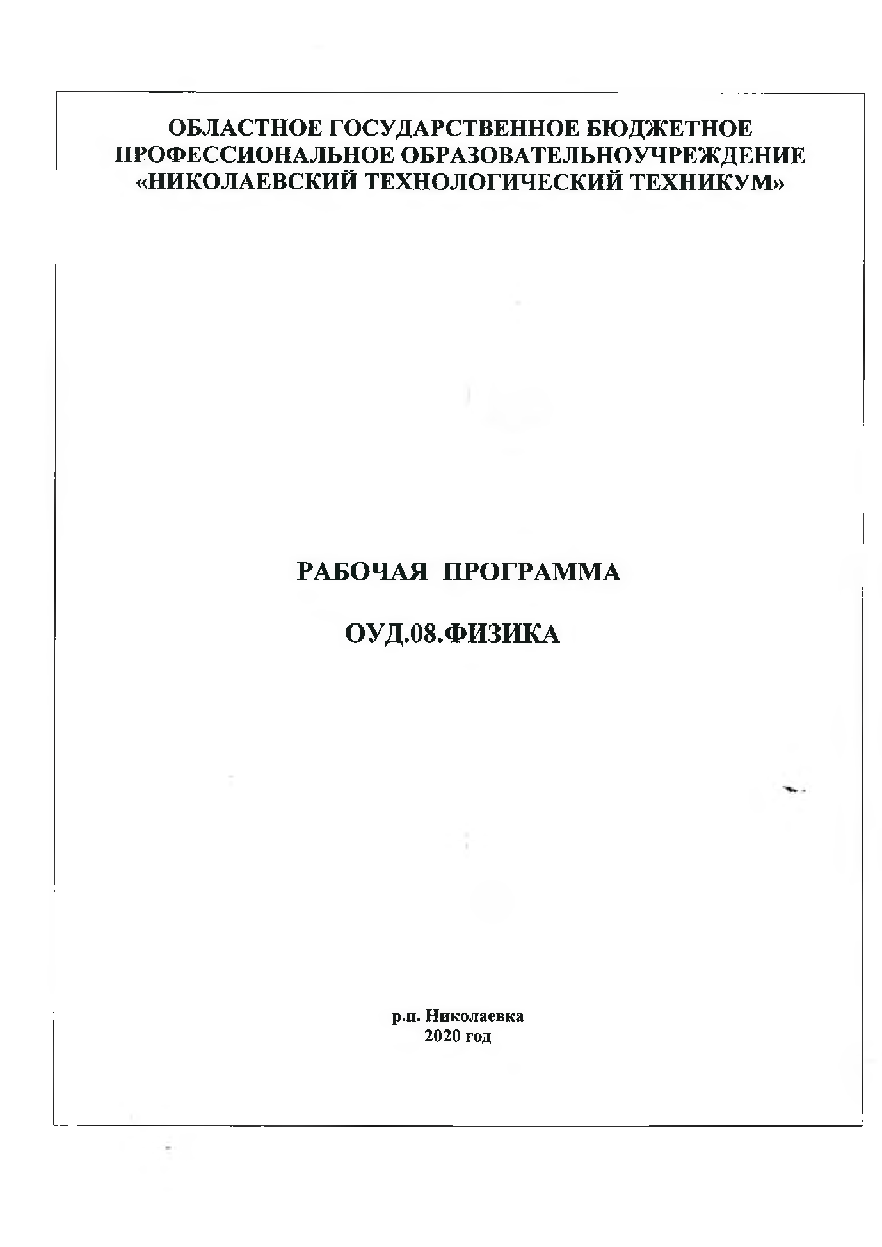 ОБЛАСТНОЕ ГОСУДАРСТВЕННОЕ БЮДЖЕТНОЕ
ПРОФЕССИОНАЛЬНОЕ ОБРАЗОВАТЕЛЬНОУЧРЕЖДЕНИЕ
«НИКОЛАЕВСКИЙ ТЕХНОЛОГИЧЕСКИЙ ТЕХНИКУМ»
РАБОЧАЯ ПРОГРАММА
ОУД.08.ФИЗИКА
р.п. Николаевка
2020 год